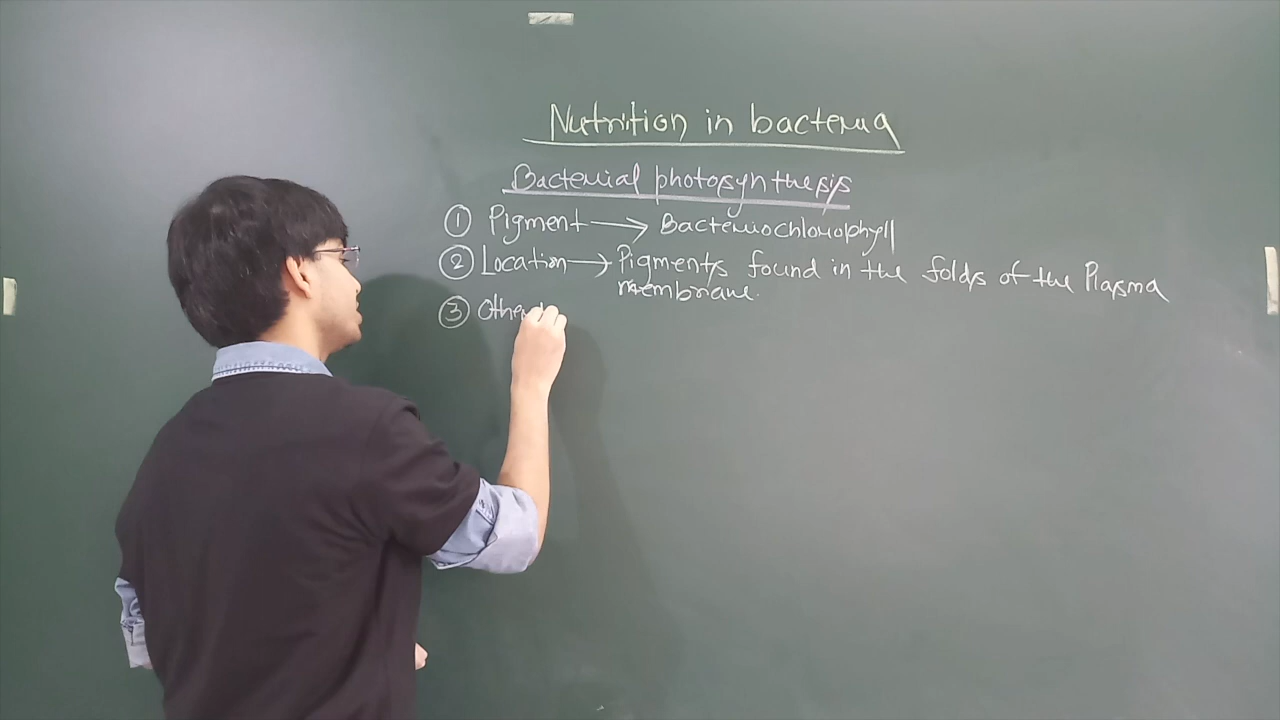 Nutrition in bacteria
Bacterial photosynthesis
① Pigment → Bacteriochlorophyll
② Location → Pigments found in the folds of the Plasma
membrane.
③